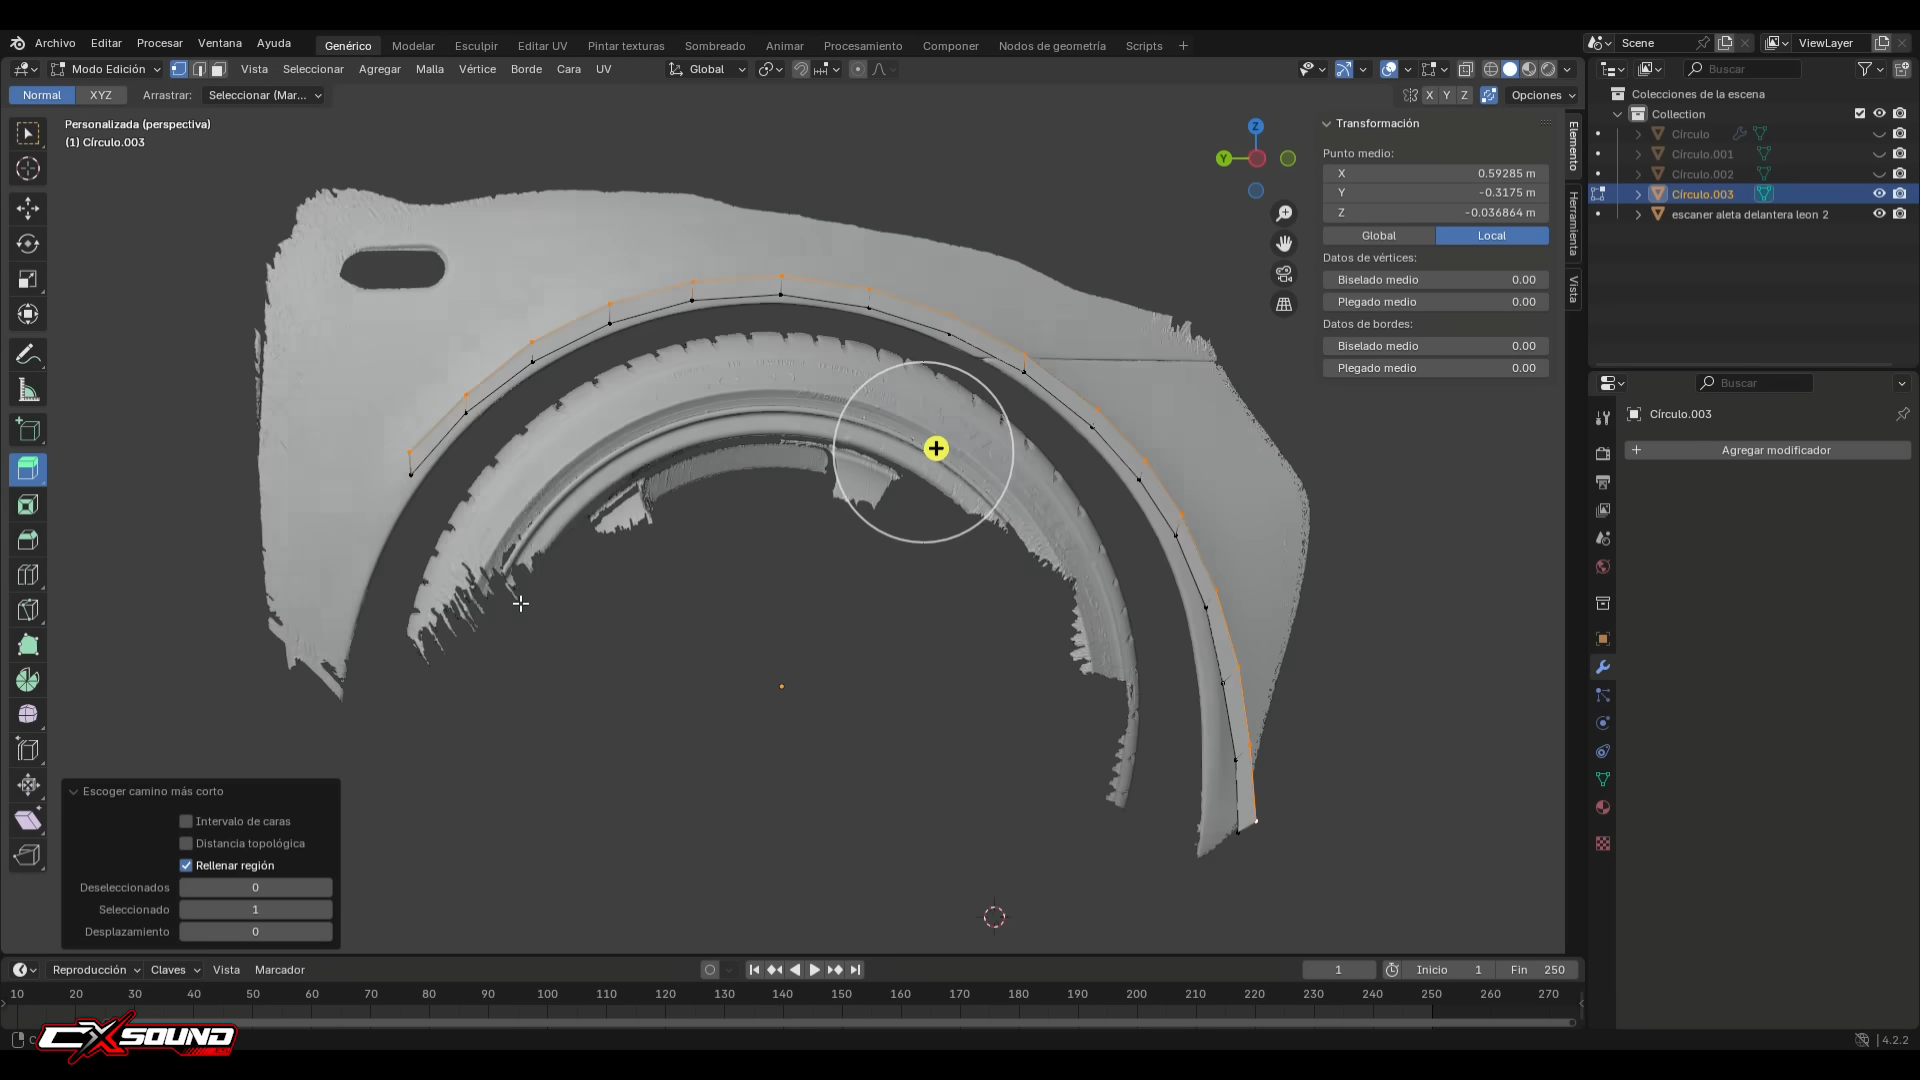 Archivo Editar Procesar Ventana Ayuda Genérico Modelar Esculpir Editar UV Pintar texturas Sombreado Animar Procesamiento Componer Nodos de geometría Scripts + Scene ViewLayer
Modo Edición Vista Seleccionar Agregar Malla Vértice Borde Cara UV Global Buscar
Normal XYZ Arrastrar: Seleccionar (Mar... X Y Z Opciones
Colecciones de la escena
Collection
Círculo
Círculo.001
Círculo.002
Círculo.003
escaner aleta delantera leon 2
Personalizada (perspectiva)
(1) Círculo.003
Z
Y
Transformación
Punto medio:
X 0.59285 m
Y -0.3175 m
Z -0.036864 m
Global Local
Datos de vértices:
Biselado medio 0.00
Plegado medio 0.00
Datos de bordes:
Biselado medio 0.00
Plegado medio 0.00
Elemento
Herramienta
Vista
Buscar
Círculo.003
+ Agregar modificador
Escoger camino más corto
Intervalo de caras
Distancia topológica
Rellenar región
Deseleccionados 0
Seleccionado 1
Desplazamiento 0
Reproducción Claves Vista Marcador 1 Inicio 1 Fin 250
10 20 30 40 50 60 70 80 90 100 110 120 130 140 150 160 170 180 190 200 210 220 230 240 250 260 270
CXSOUND
4.2.2